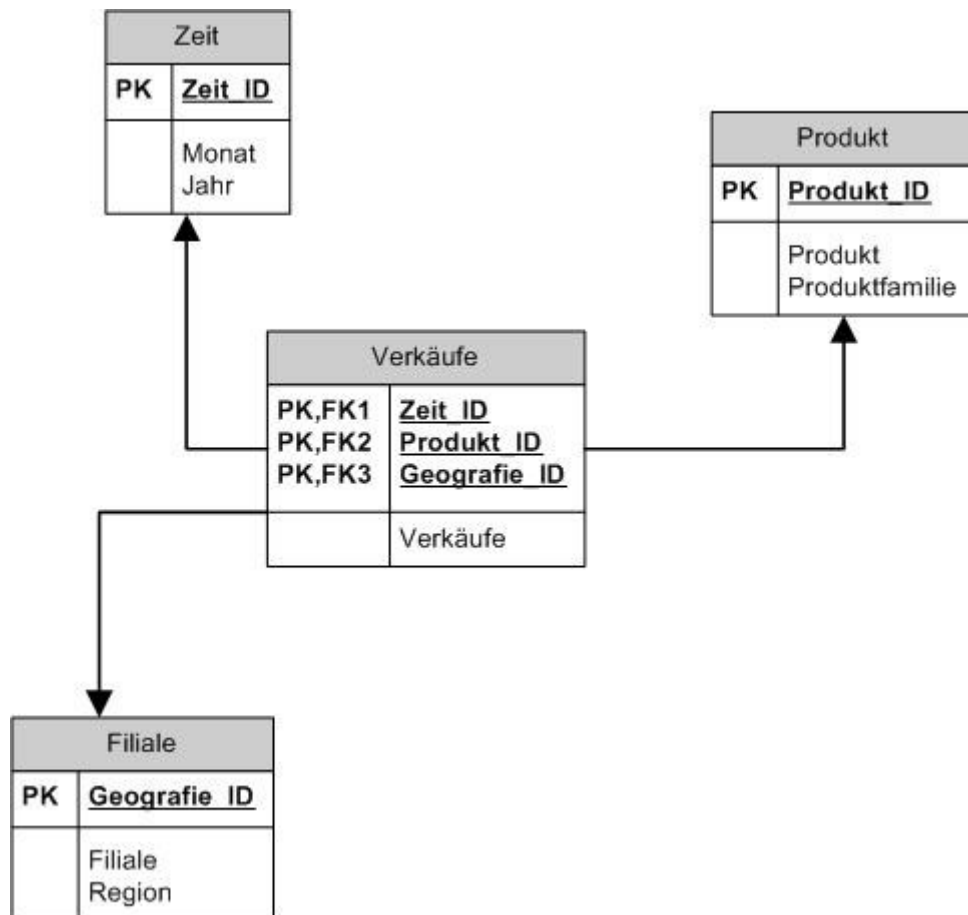 Zeit
PK Zeit_ID
Monat
Jahr
Produkt
PK Produkt_ID
Produkt
Produktfamilie
Verkäufe
PK,FK1 Zeit_ID
PK,FK2 Produkt_ID
PK,FK3 Geografie_ID
Verkäufe
Filiale
PK Geografie_ID
Filiale
Region